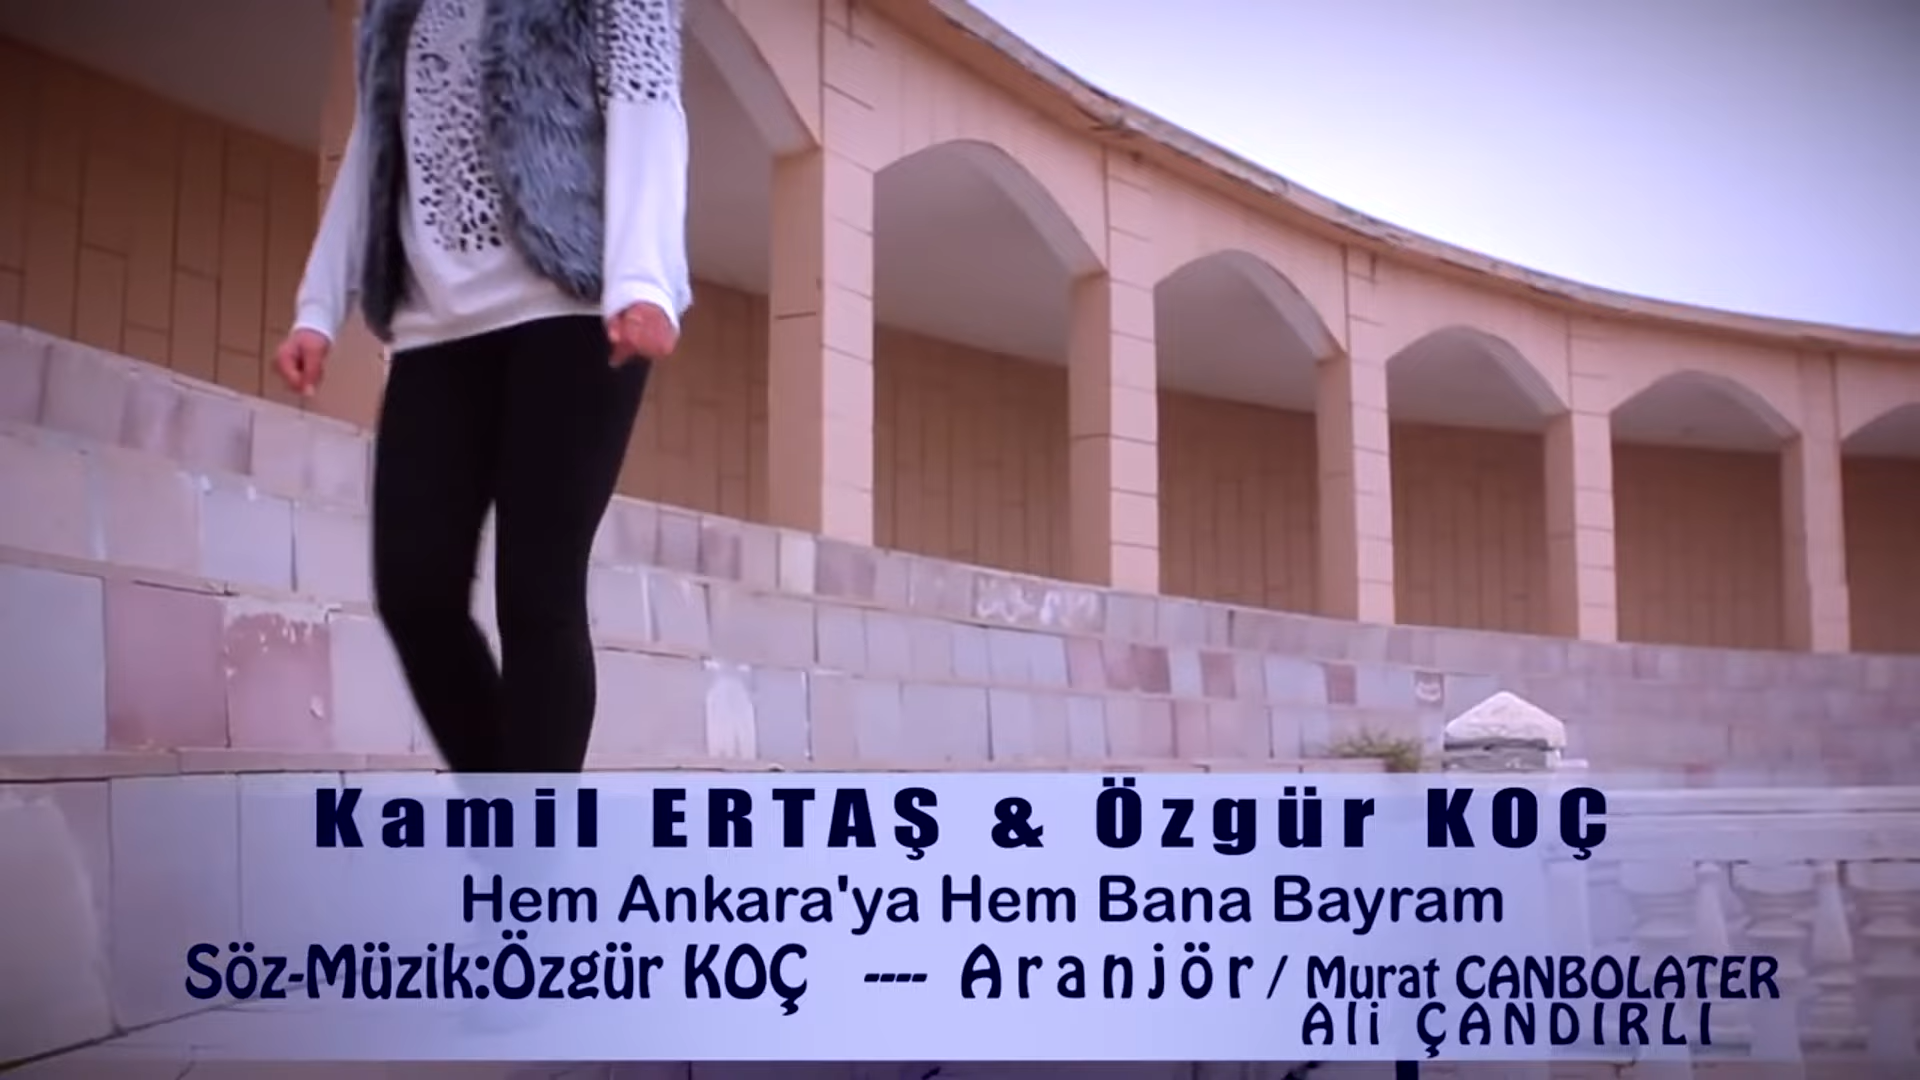 Kamil ERTAŞ & Özgür KOÇ
Hem Ankara'ya Hem Bana Bayram
Söz-Müzik:Özgür KOÇ ---- Aranjör / Murat CANBOLATER
Ali ÇANDIRLI